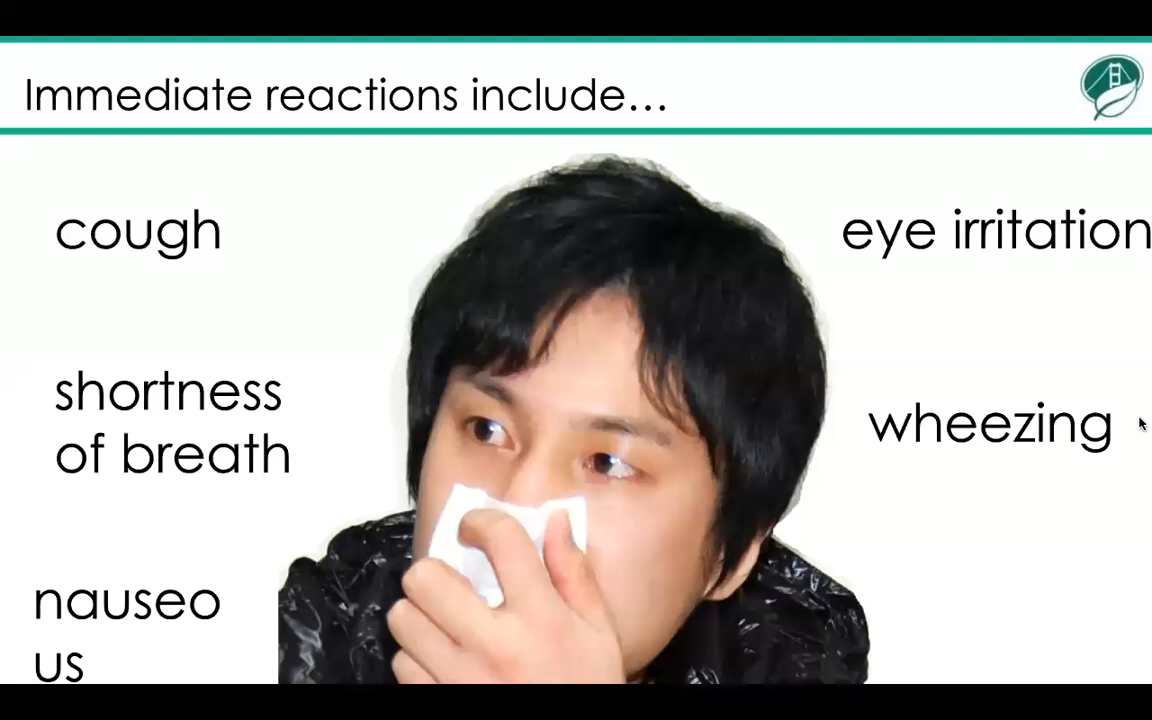 Immediate reactions include...
cough
eye irritation
shortness
of breath
wheezing
nauseo
us